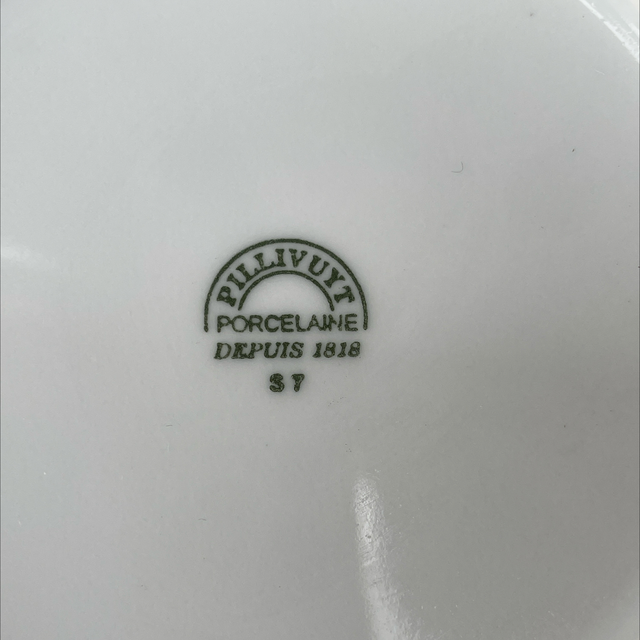 PILLIVUYT
PORCELAINE
DEPUIS 1818
S 7